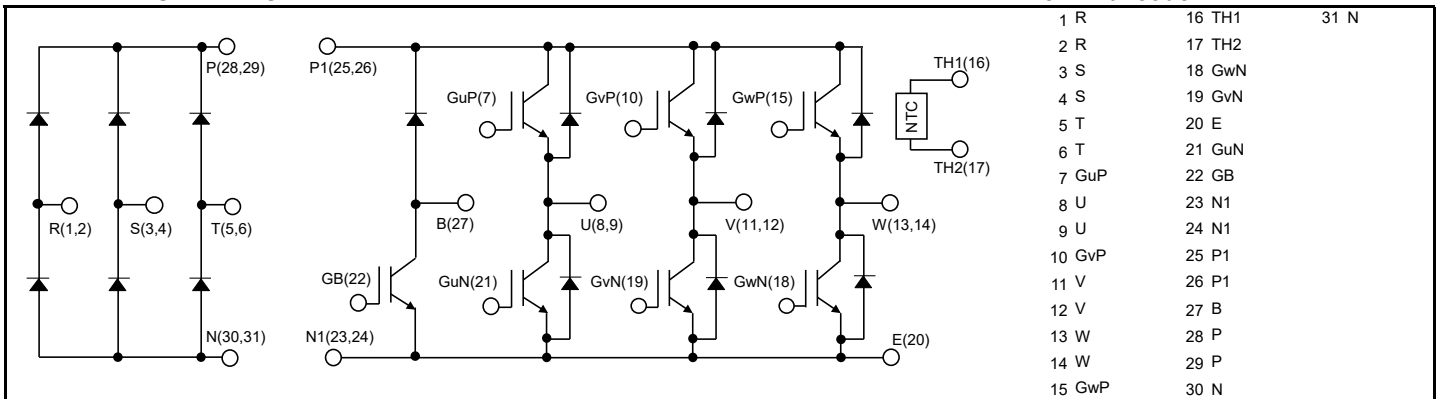 P(28,29)
P1(25,26)
GuP(7)
GvP(10)
GwP(15)
TH1(16)
NTC
TH2(17)
R(1,2)
S(3,4)
T(5,6)
B(27)
U(8,9)
V(11,12)
W(13,14)
GB(22)
GuN(21)
GvN(19)
GwN(18)
N(30,31)
N1(23,24)
E(20)
1 R
2 R
3 S
4 S
5 T
6 T
7 GuP
8 U
9 U
10 GvP
11 V
12 V
13 W
14 W
15 GwP
16 TH1
17 TH2
18 GwN
19 GvN
20 E
21 GuN
22 GB
23 N1
24 N1
25 P1
26 P1
27 B
28 P
29 P
30 N
31 N